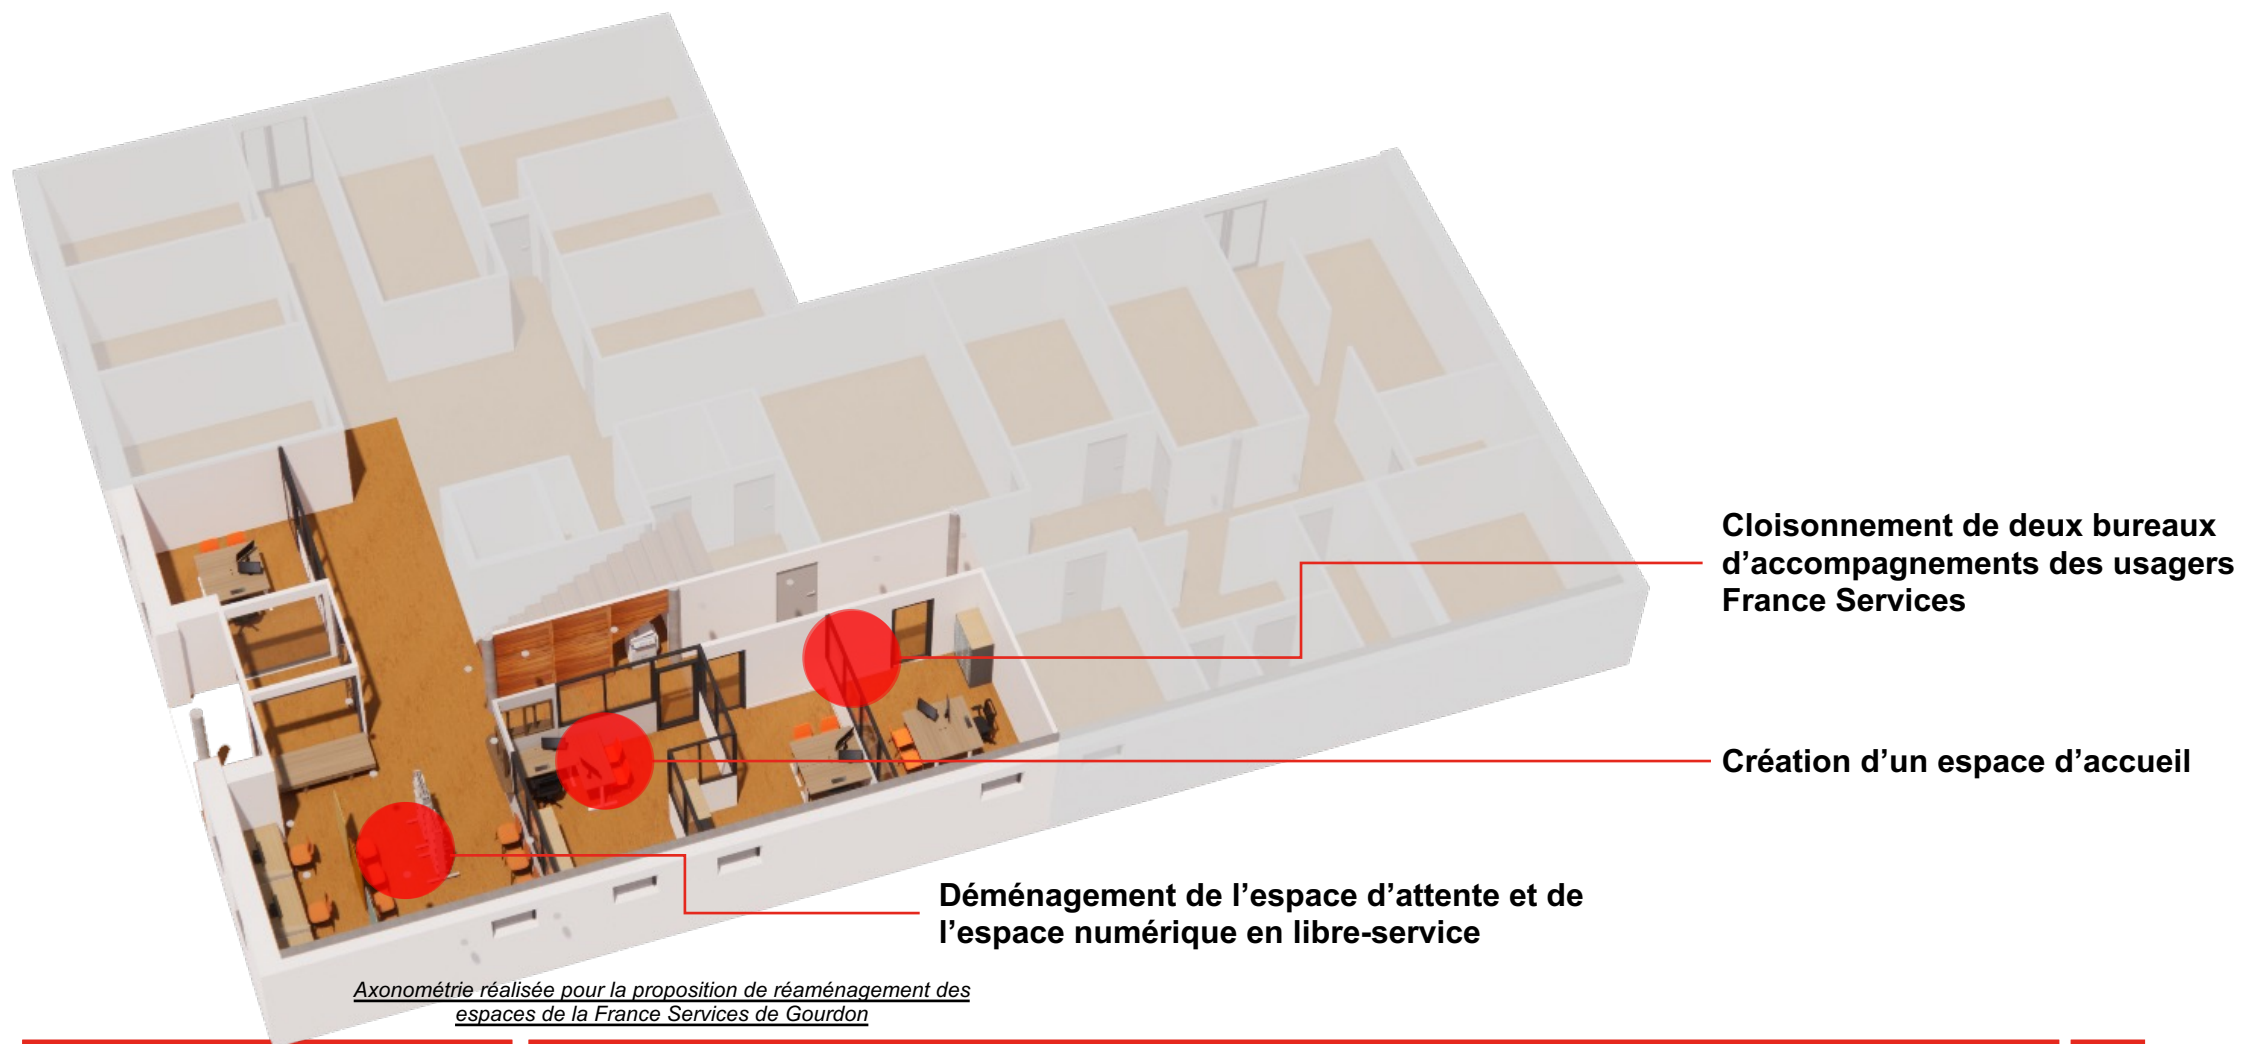 Cloisonnement de deux bureaux
d’accompagnements des usagers
France Services
Création d’un espace d’accueil
Déménagement de l’espace d’attente et de
l’espace numérique en libre-service
Axonométrie réalisée pour la proposition de réaménagement des
espaces de la France Services de Gourdon